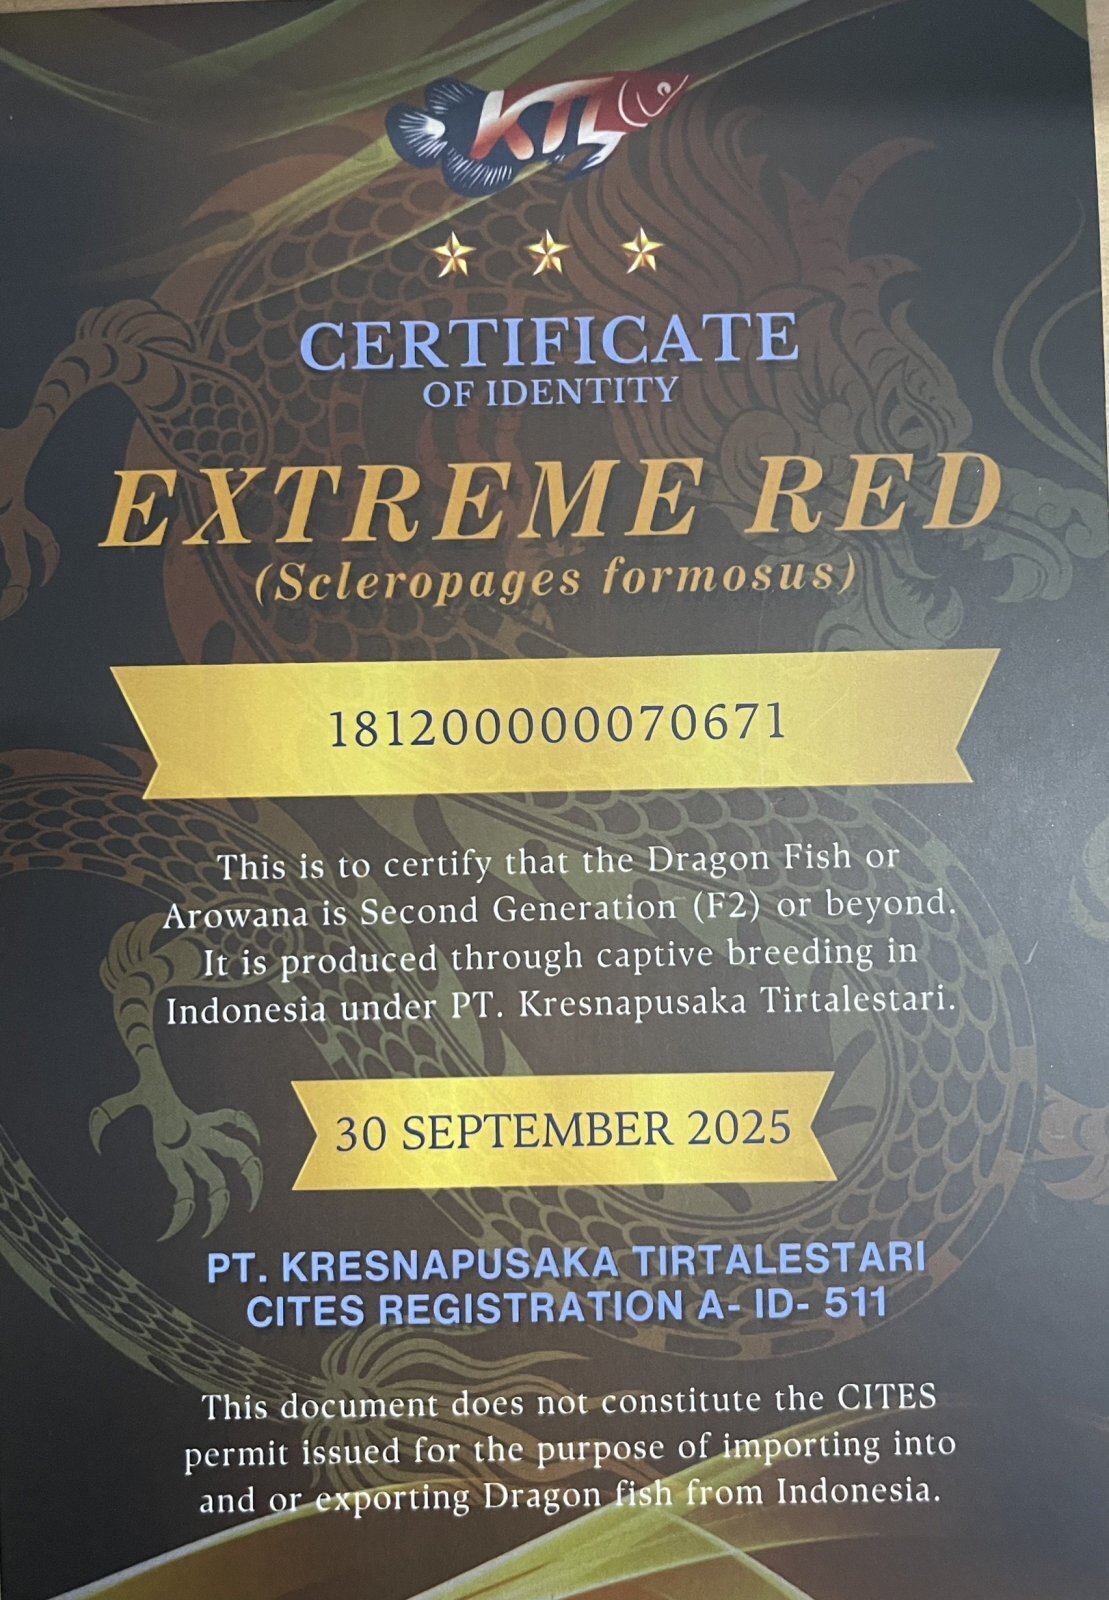 KTL
CERTIFICATE
OF IDENTITY
EXTREME RED
(Scleropages formosus)
181200000070671
This is to certify that the Dragon Fish or
Arowana is Second Generation (F2) or beyond.
It is produced through captive breeding in
Indonesia under PT. Kresnapusaka Tirtalestari.
30 SEPTEMBER 2025
PT. KRESNAPUSAKA TIRTALESTARI
CITES REGISTRATION A- ID- 511
This document does not constitute the CITES
permit issued for the purpose of importing into
and or exporting Dragon fish from Indonesia.